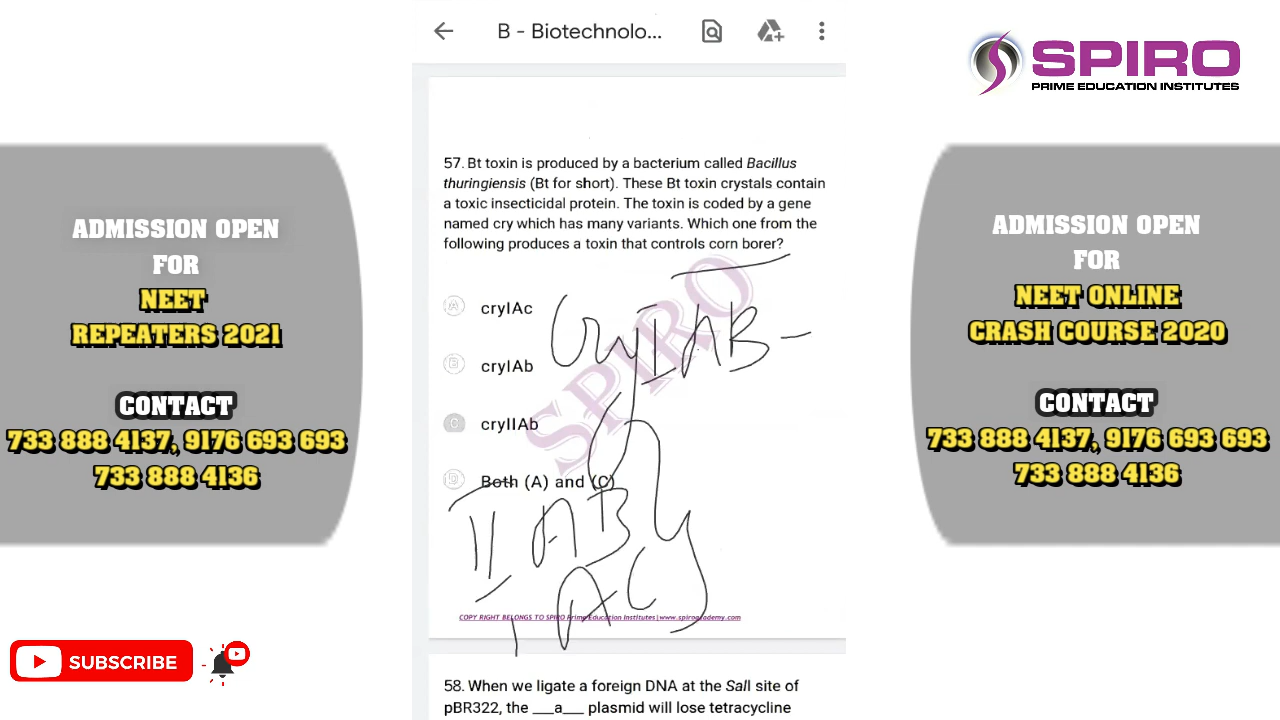 B - Biotechnolo...
SPIRO
PRIME EDUCATION INSTITUTES
ADMISSION OPEN
FOR
NEET
REPEATERS 2021
CONTACT
733 888 4137, 9176 693 693
733 888 4136
57. Bt toxin is produced by a bacterium called Bacillus
thuringiensis (Bt for short). These Bt toxin crystals contain
a toxic insecticidal protein. The toxin is coded by a gene
named cry which has many variants. Which one from the
following produces a toxin that controls corn borer?
A cryIAc
B cryIAb
C cryIIAb
D Both (A) and (C)
Cry I AB -
II AB
AC
SPIRO
COPY RIGHT BELONGS TO SPIRO Prime Education Institutes|www.spiroacademy.com
58. When we ligate a foreign DNA at the SalI site of
pBR322, the __a__ plasmid will lose tetracycline
ADMISSION OPEN
FOR
NEET ONLINE
CRASH COURSE 2020
CONTACT
733 888 4137, 9176 693 693
733 888 4136
SUBSCRIBE